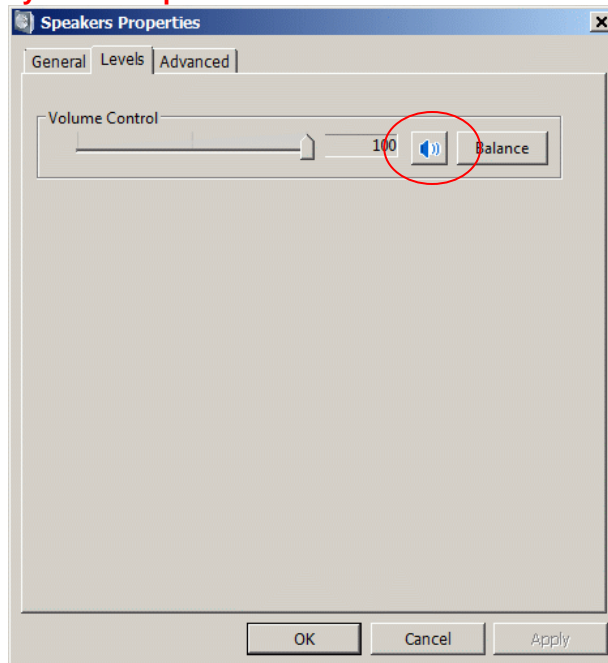 Speakers Properties
General Levels Advanced
Volume Control
100 Balance
OK Cancel Apply